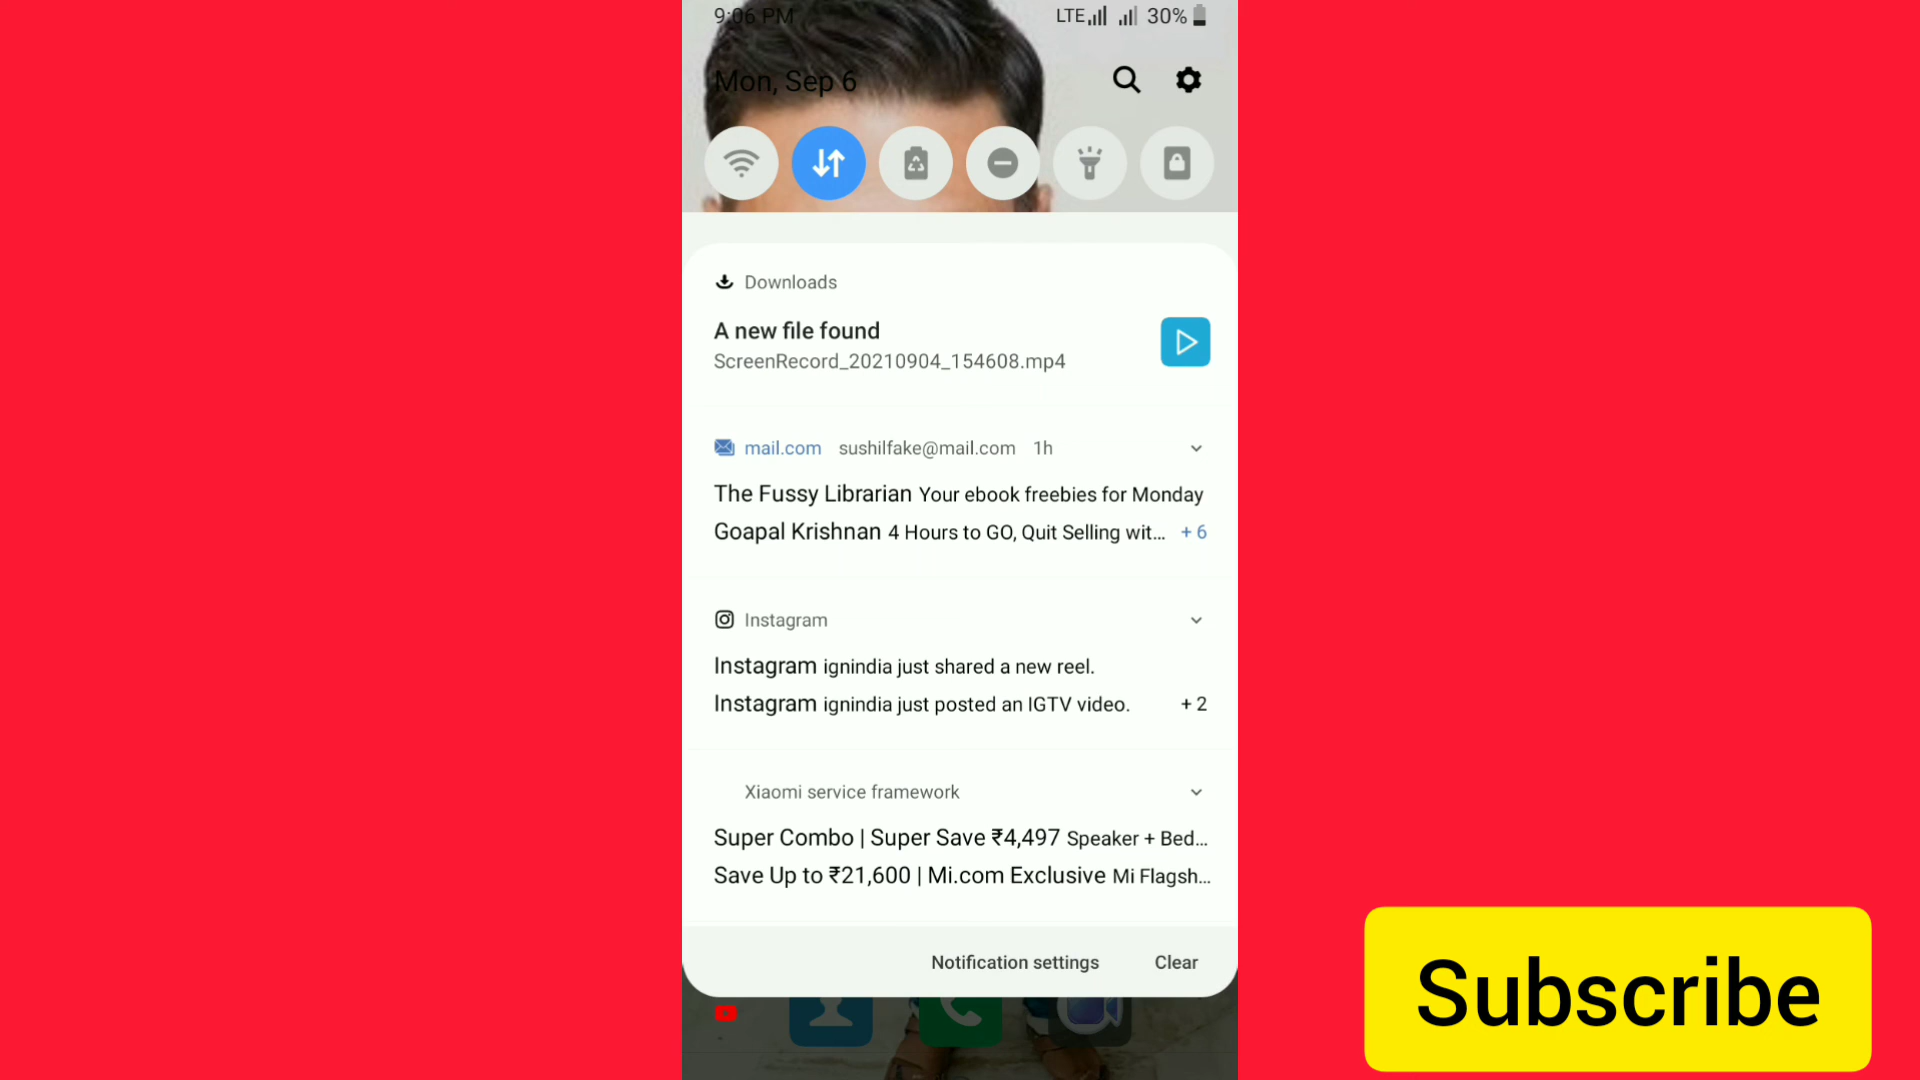 9:06 PM LTE 30%
Mon, Sep 6
Downloads
A new file found
ScreenRecord_20210904_154608.mp4
mail.com sushilfake@mail.com 1h
The Fussy Librarian Your ebook freebies for Monday
Goapal Krishnan 4 Hours to GO, Quit Selling wit... + 6
Instagram
Instagram ignindia just shared a new reel.
Instagram ignindia just posted an IGTV video. + 2
Xiaomi service framework
Super Combo | Super Save ₹4,497 Speaker + Bed...
Save Up to ₹21,600 | Mi.com Exclusive Mi Flagsh...
Notification settings Clear
Subscribe